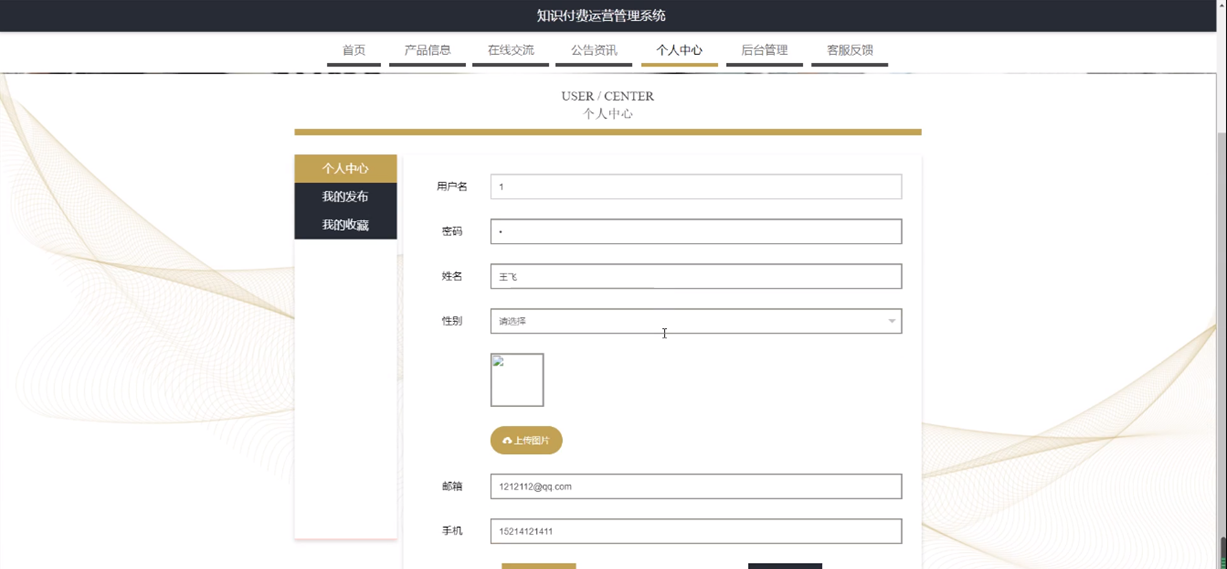 知识付费运营管理系统
首页 产品信息 在线交流 公告资讯 个人中心 后台管理 客服反馈
USER / CENTER
个人中心
个人中心
我的发布
我的收藏
用户名 1
密码 •
姓名 王飞
性别 请选择
上传图片
邮箱 1212112@qq.com
手机 15214121411